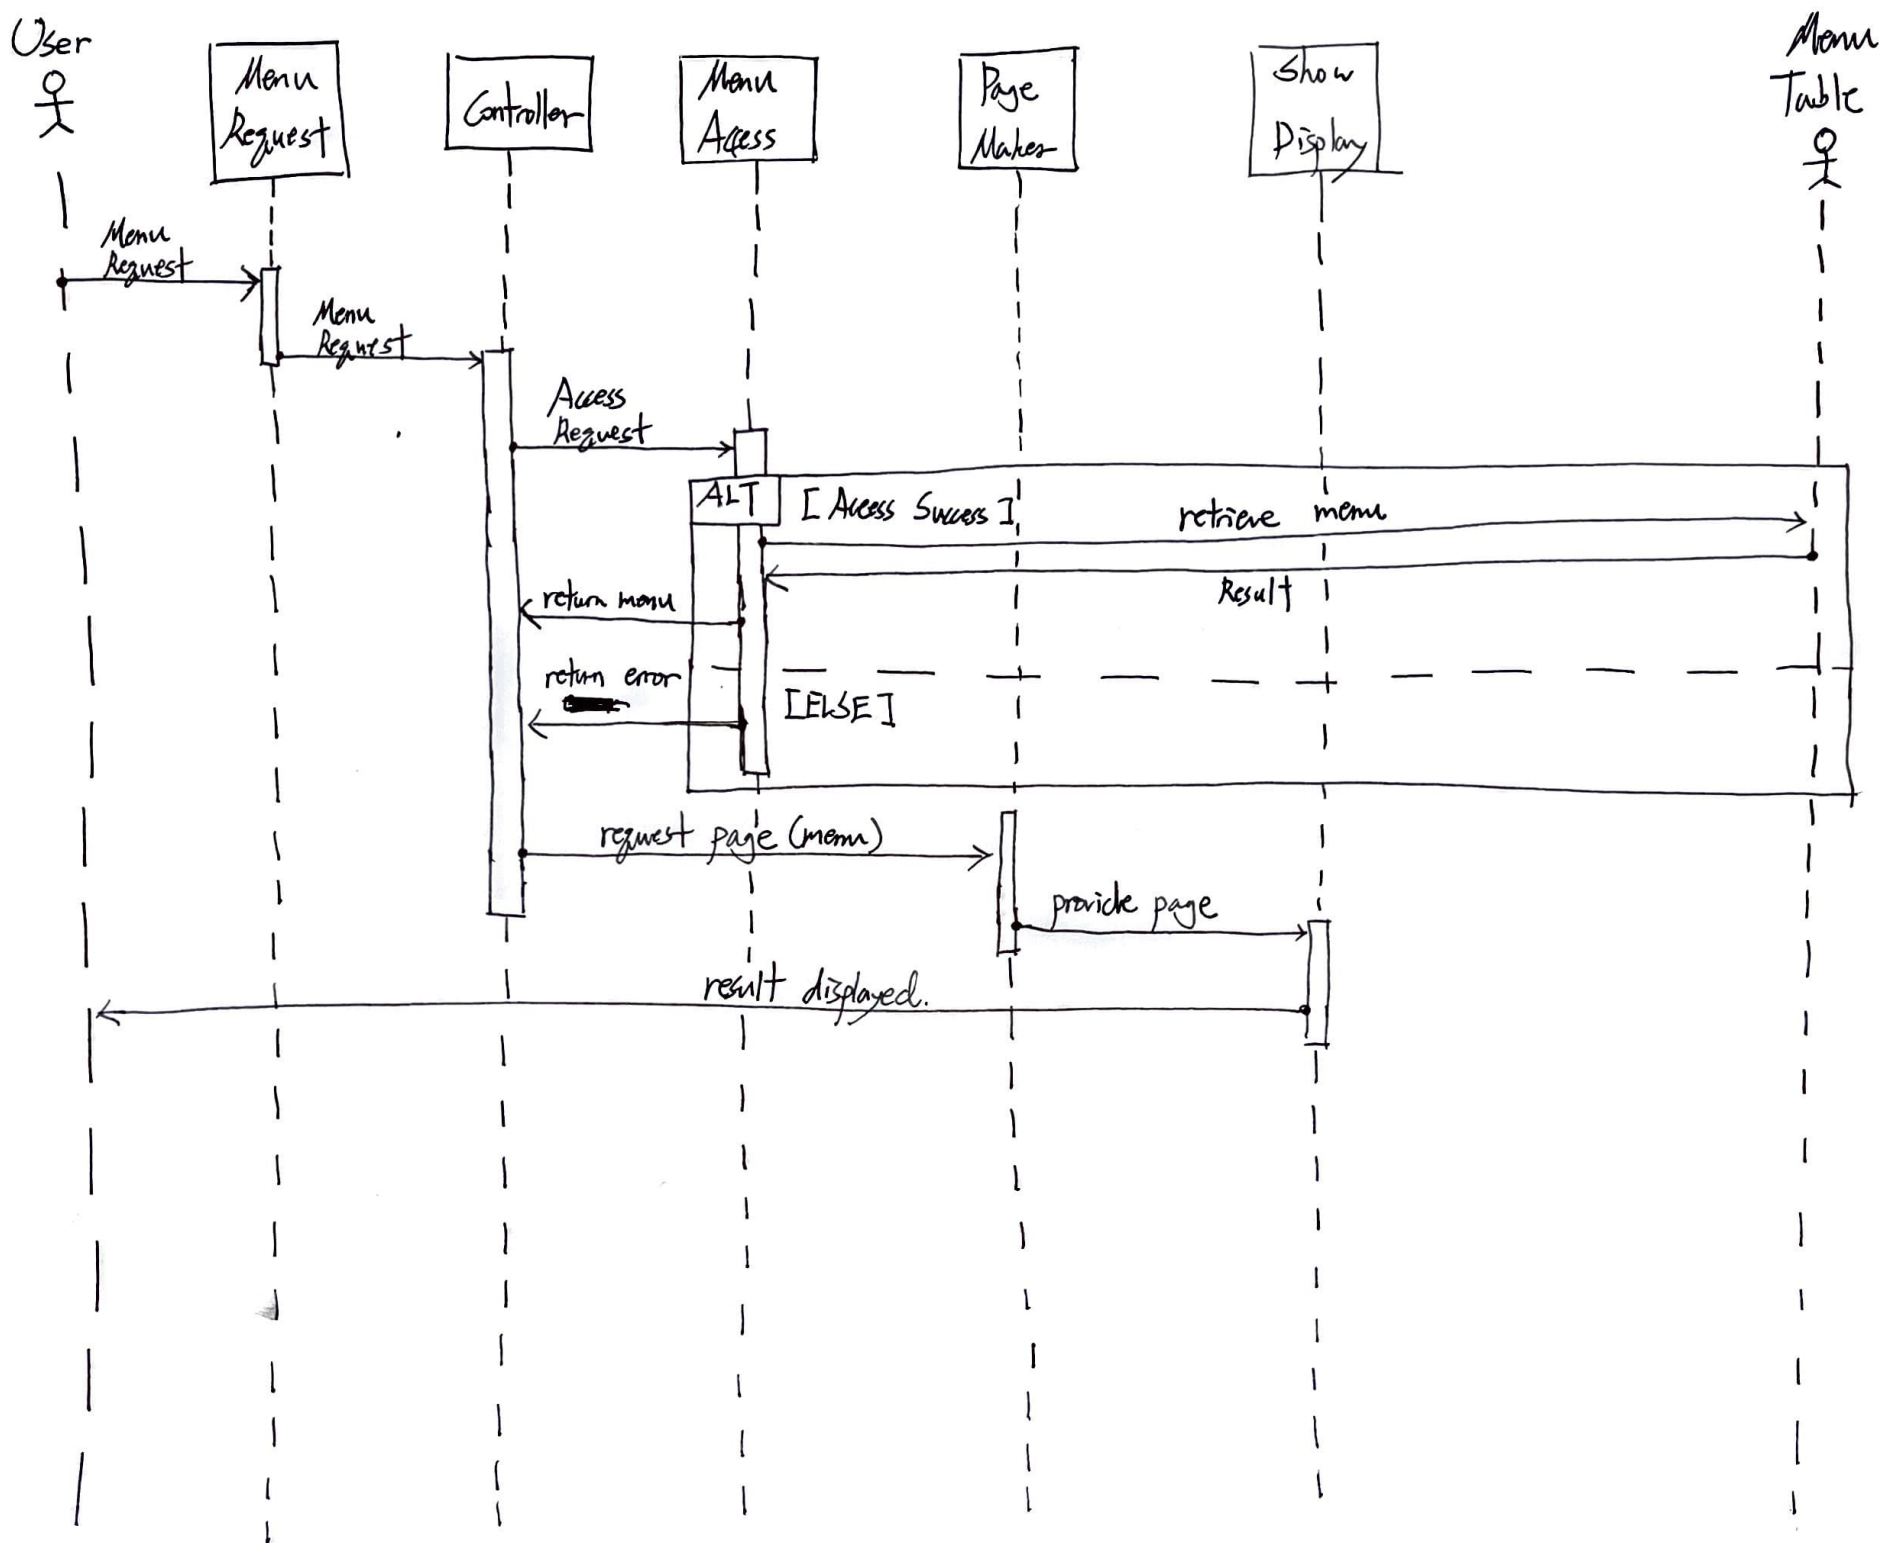 User
Menu
Request
Controller
Menu
Access
Page
Maker
Show
Display
Menu
Table
Menu
Request
Menu
Request
Access
Request
ALT
[Access Success]
retrieve menu
Result
return menu
return error
[ELSE]
request page (menu)
provide page
result displayed.